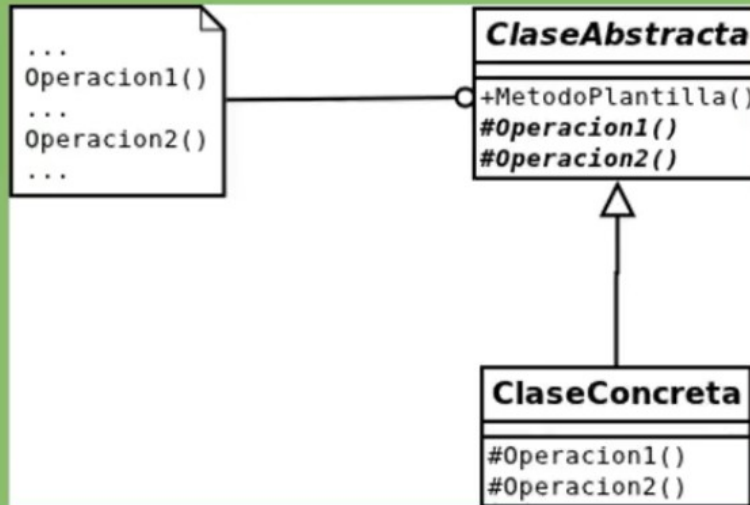 ...
Operacion1()
...
Operacion2()
...
ClaseAbstracta
+MetodoPlantilla()
#Operacion1()
#Operacion2()
ClaseConcreta
#Operacion1()
#Operacion2()